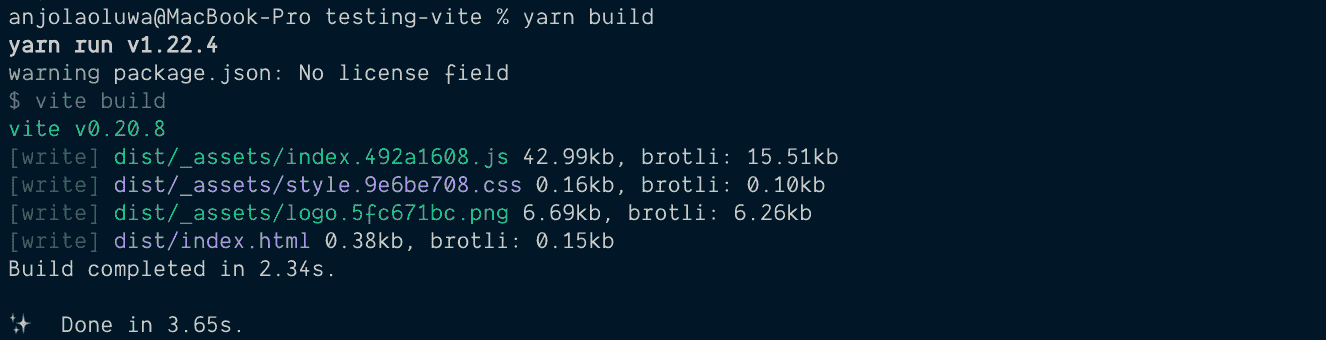 anjolaoluwa@MacBook-Pro testing-vite % yarn build
yarn run v1.22.4
warning package.json: No license field
$ vite build
vite v0.20.8
[write] dist/_assets/index.492a1608.js 42.99kb, brotli: 15.51kb
[write] dist/_assets/style.9e6be708.css 0.16kb, brotli: 0.10kb
[write] dist/_assets/logo.5fc671bc.png 6.69kb, brotli: 6.26kb
[write] dist/index.html 0.38kb, brotli: 0.15kb
Build completed in 2.34s.
✨ Done in 3.65s.